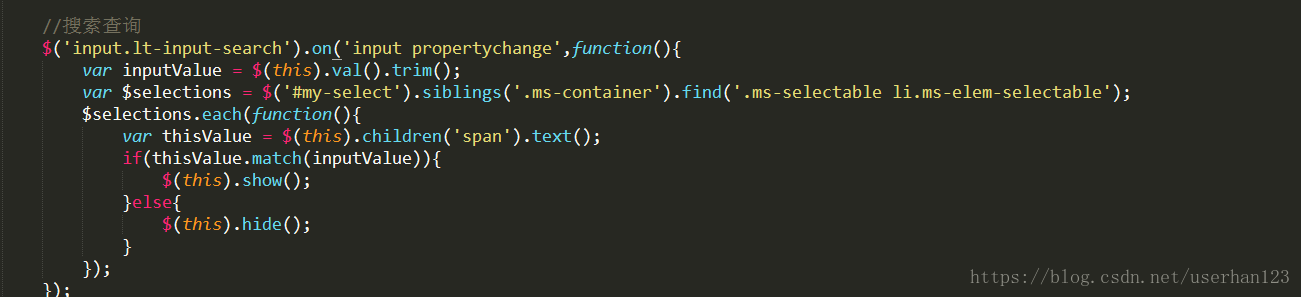 //搜索查询
$('input.lt-input-search').on('input propertychange',function(){
var inputValue = $(this).val().trim();
var $selections = $('#my-select').siblings('.ms-container').find('.ms-selectable li.ms-elem-selectable');
$selections.each(function(){
var thisValue = $(this).children('span').text();
if(thisValue.match(inputValue)){
$(this).show();
}else{
$(this).hide();
}
});
});
https://blog.csdn.net/userhan123